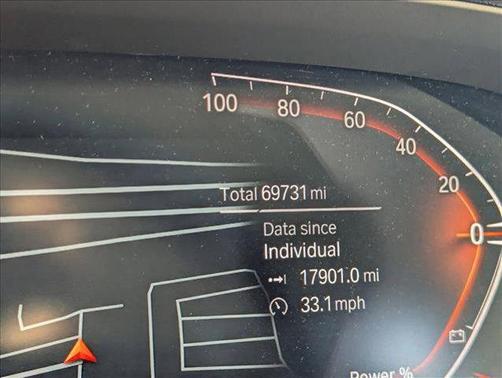 100 80 60 40 20 0
Total 69731 mi
Data since
Individual
17901.0 mi
33.1 mph
Power %